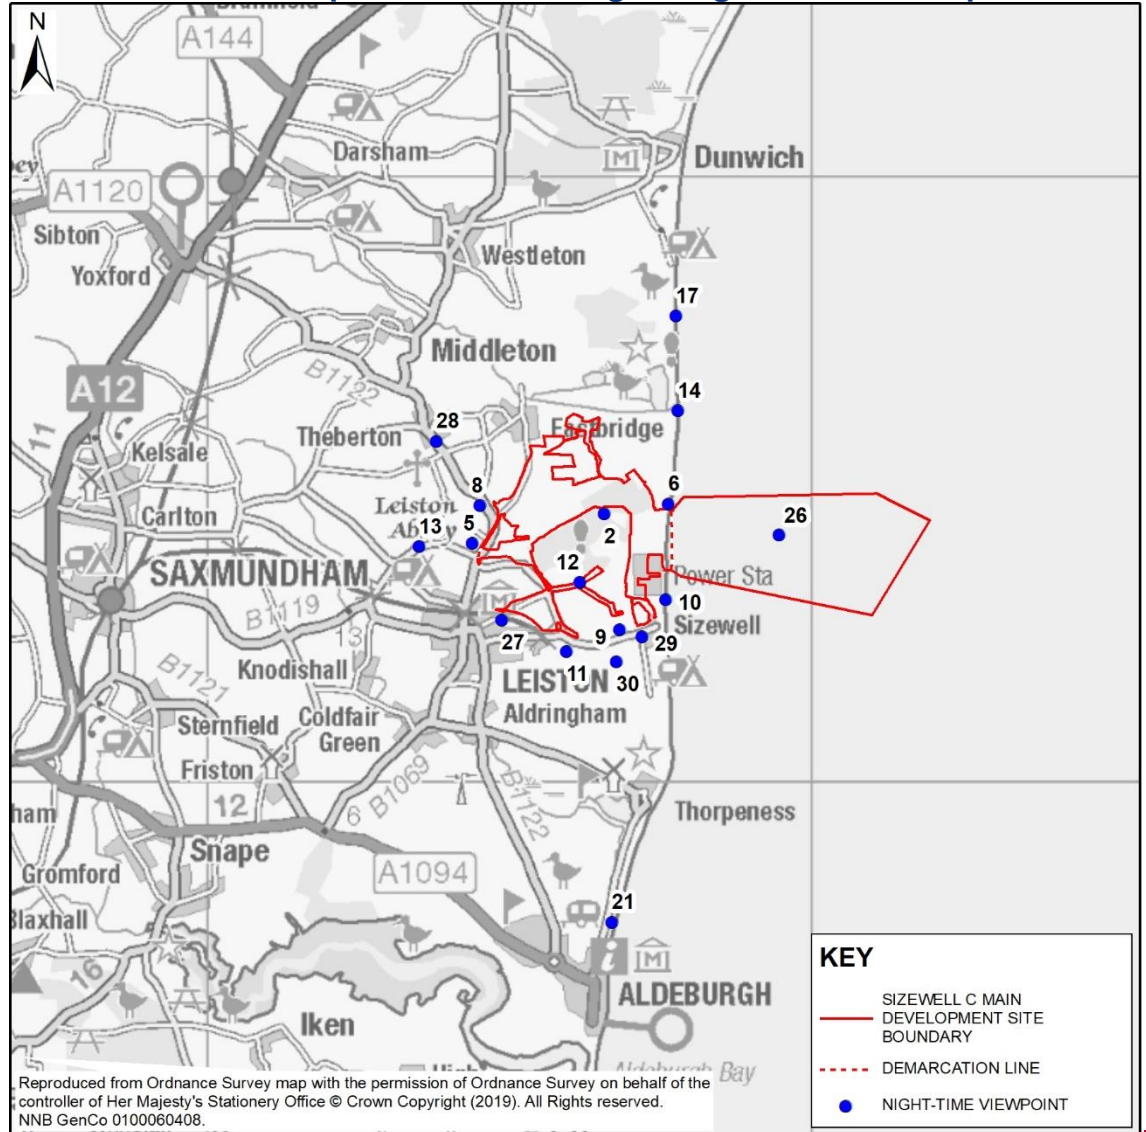 N
A144
Darsham
Dunwich
A1120
Sibton
Westleton
Yoxford
17
Middleton
A12
B1122
14
11
28
Theberton
Eastbridge
Kelsale
8
6
Leiston
Abbey
26
Carlton
13
5
2
12
SAXMUNDHAM
Power Sta
10
B1119
Sizewell
27
9
29
13
11
30
Knodishall
LEISTON
B1121
Aldringham
Sternfield
Coldfair
Green
Friston
B1069
B1122
12
6
ham
Thorpeness
Snape
A1094
Gromford
21
Blaxhall
KEY
16
i
ALDEBURGH
SIZEWELL C MAIN
DEVELOPMENT SITE
BOUNDARY
Iken
DEMARCATION LINE
Aldeburgh Bay
NIGHT-TIME VIEWPOINT
Reproduced from Ordnance Survey map with the permission of Ordnance Survey on behalf of the
controller of Her Majesty's Stationery Office © Crown Copyright (2019). All Rights reserved.
NNB GenCo 0100060408.